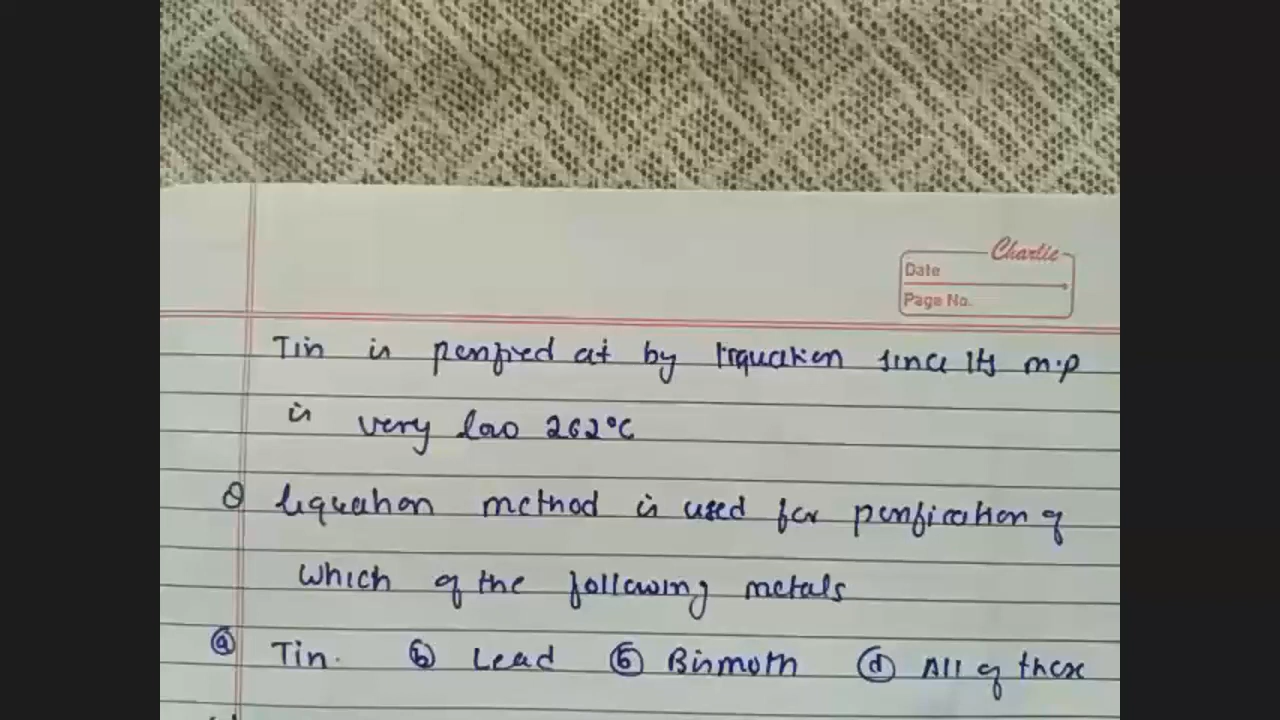 Charlie
Date
Page No.
Tin is purified at by liquation since its m.p
is very low 262°C
Q liquation method is used for purification of
which of the following metals
ⓐ Tin. ⓑ Lead ⓒ Bismoth ⓓ All of these